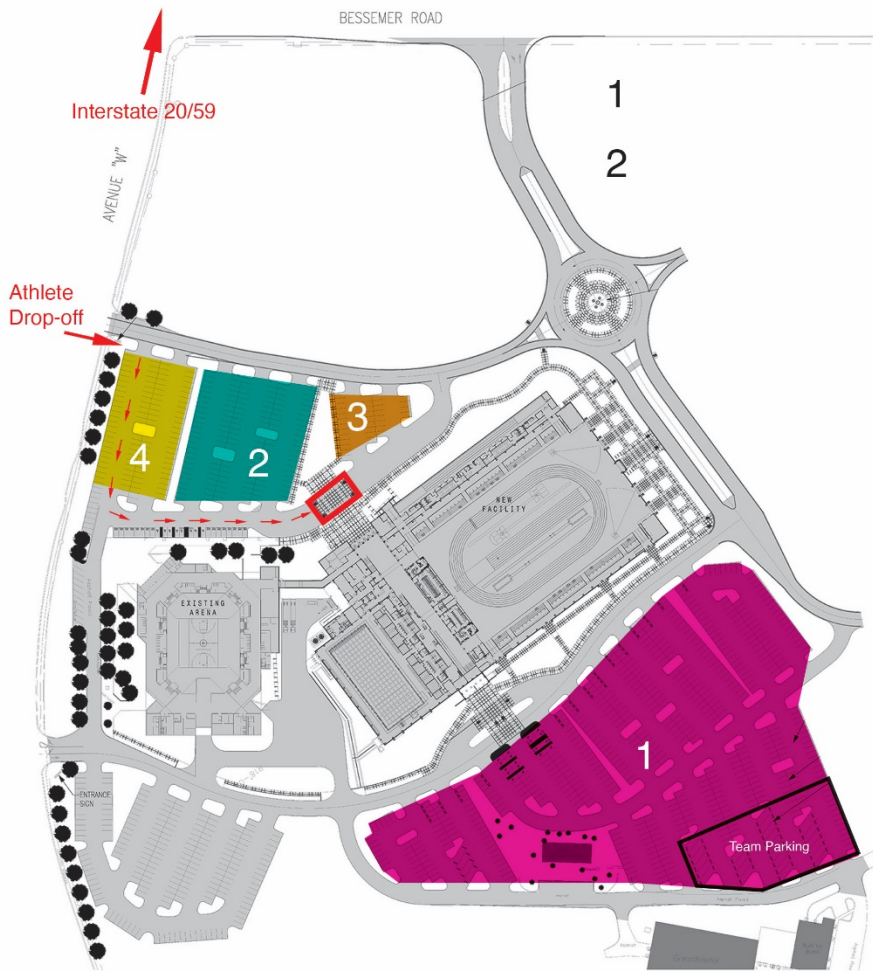 BESSEMER ROAD
Interstate 20/59
1
2
AVENUE "W"
Athlete
Drop-off
4
2
3
NEW
FACILITY
EXISTING
ARENA
1
ENTRANCE
SIGN
Team Parking